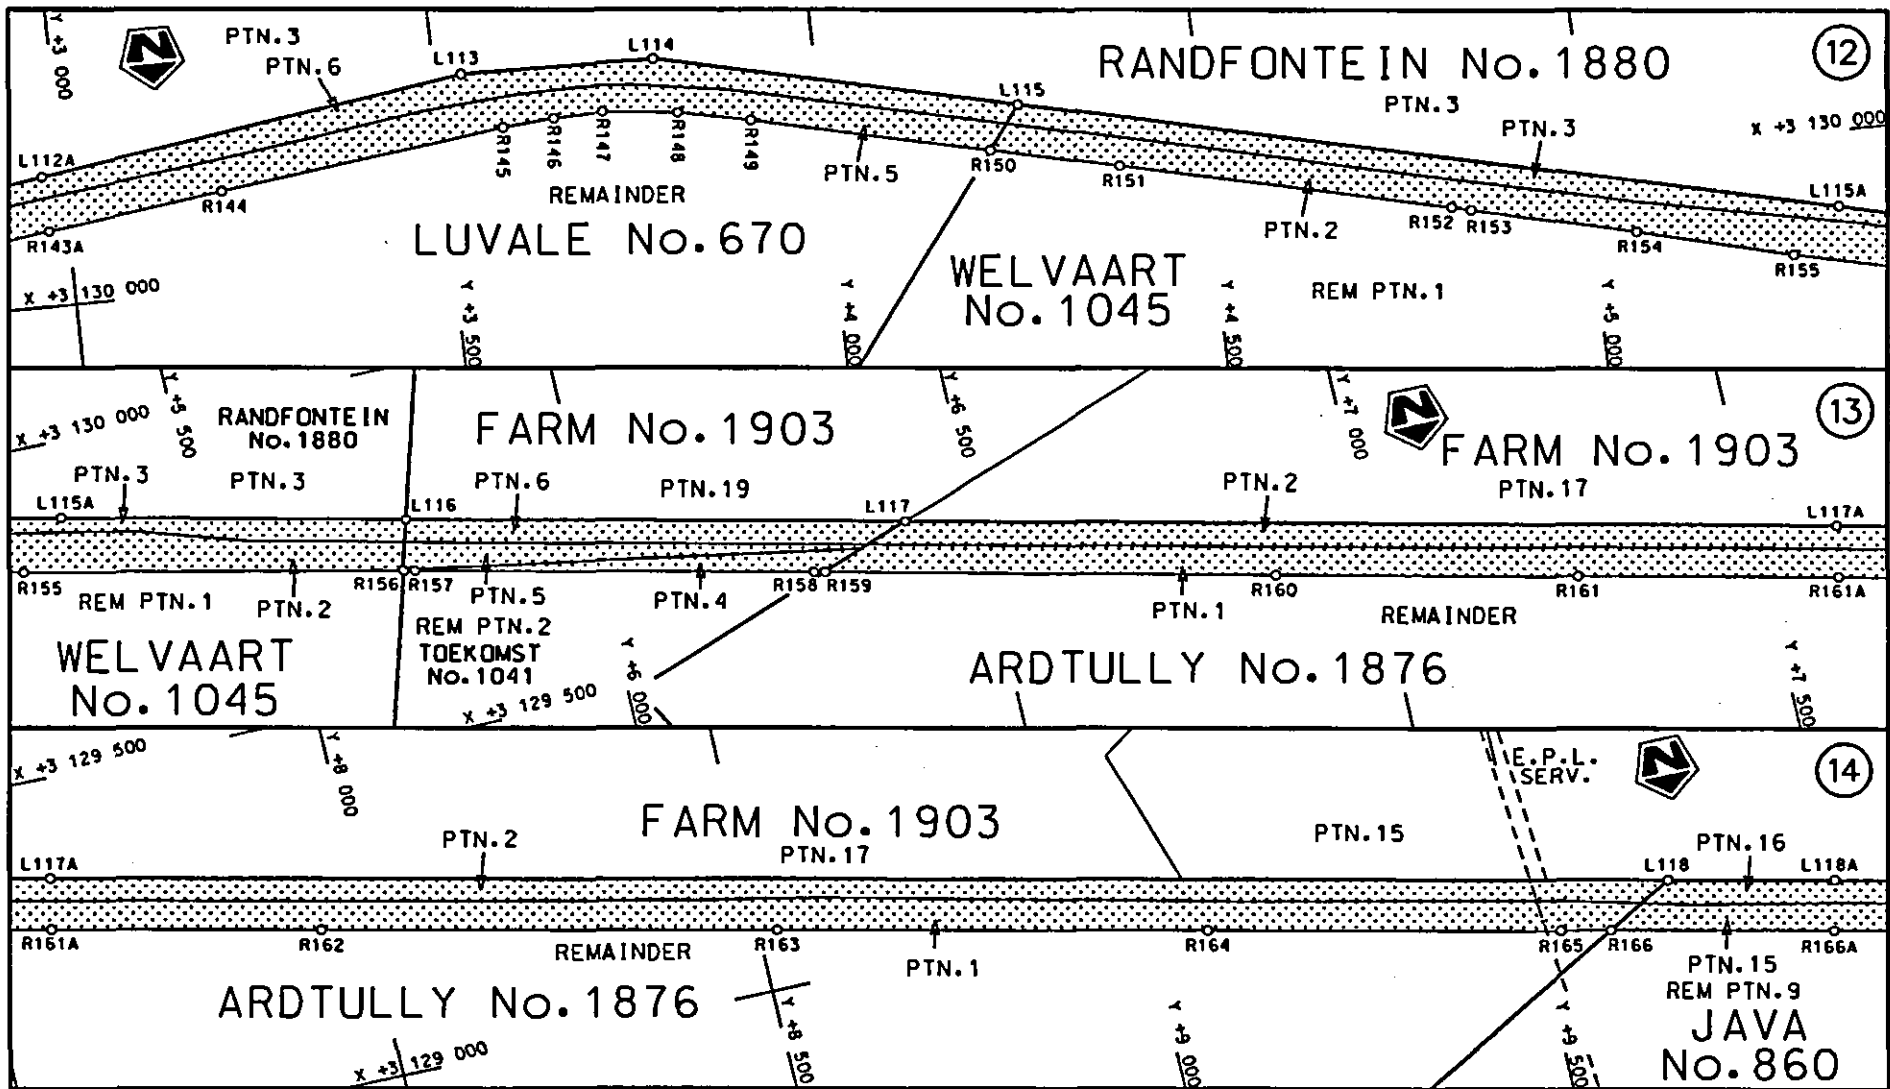 12
Y +3 000
N
PTN.3
PTN.6
L113
L114
RANDFONTEIN No.1880
PTN.3
L115
PTN.3
X +3 130 000
L112A
R145
R146
R147
R148
R149
PTN.5
R150
R151
L115A
R144
REMAINDER
PTN.2
R152
R153
R154
R143A
LUVALE No.670
WELVAART
No.1045
REM PTN.1
R155
X +3 130 000
Y +3 500
Y +4 000
Y +4 500
Y +5 000
13
Y +5 500
X +3 130 000
RANDFONTEIN
No.1880
FARM No.1903
Y +6 500
Y +7 000
N
FARM No.1903
PTN.3
PTN.3
PTN.6
PTN.19
PTN.2
PTN.17
L115A
L116
L117
L117A
R155
R156
R157
R158
R159
R160
R161
R161A
REM PTN.1
PTN.2
PTN.5
PTN.4
PTN.1
REMAINDER
WELVAART
No.1045
REM PTN.2
TOEKOMST
No.1041
ARDTULLY No.1876
X +3 129 500
Y +6 000
Y +7 500
14
X +3 129 500
Y +8 000
E.P.L.
SERV.
N
FARM No.1903
PTN.2
PTN.17
PTN.15
PTN.16
L117A
L118
L118A
R161A
R162
REMAINDER
R163
PTN.1
R164
R165
R166
R166A
PTN.15
REM PTN.9
JAVA
No.860
ARDTULLY No.1876
X +3 129 000
Y +8 500
Y +9 000
Y +9 500